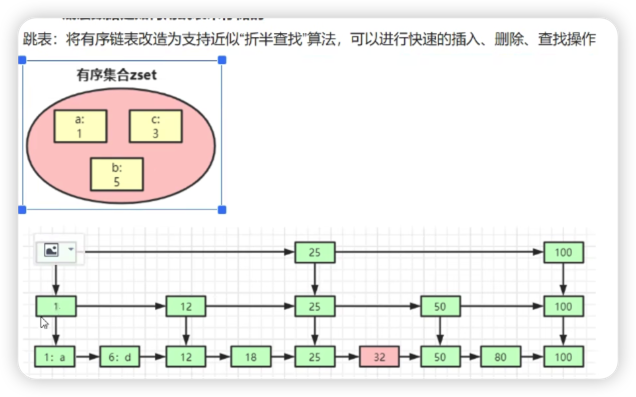 跳表：将有序链表改造为支持近似“折半查找”算法，可以进行快速的插入、删除、查找操作
有序集合zset
a:
1
c:
3
b:
5
25
100
1
12
25
50
100
1: a
6: d
12
18
25
32
50
80
100